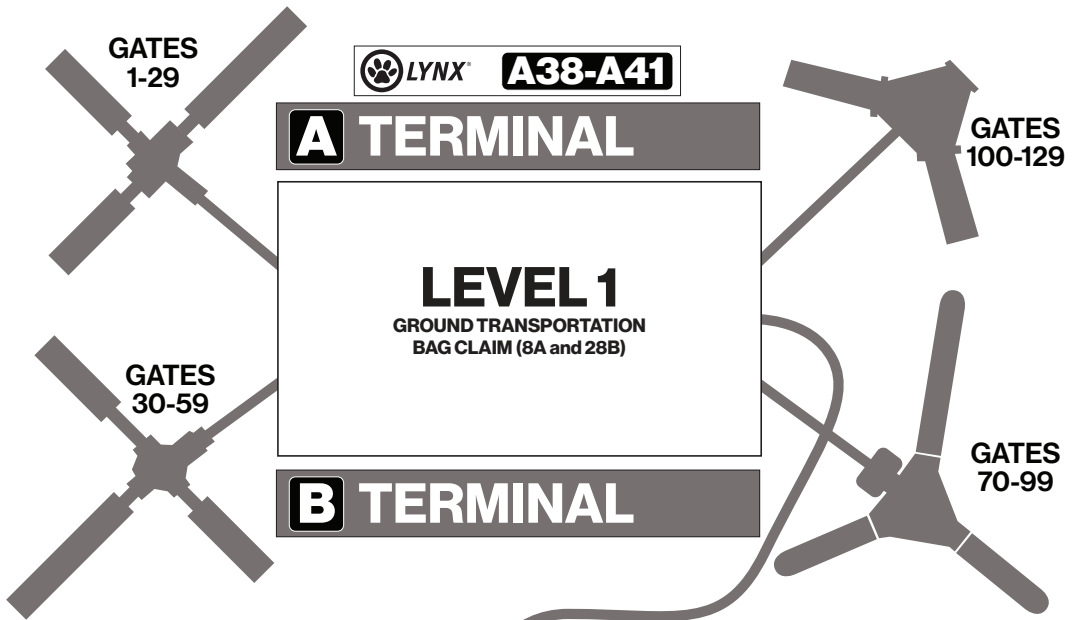 GATES
1-29
LYNX® A38-A41
A TERMINAL
GATES
100-129
LEVEL 1
GROUND TRANSPORTATION
BAG CLAIM (8A and 28B)
GATES
30-59
GATES
70-99
B TERMINAL